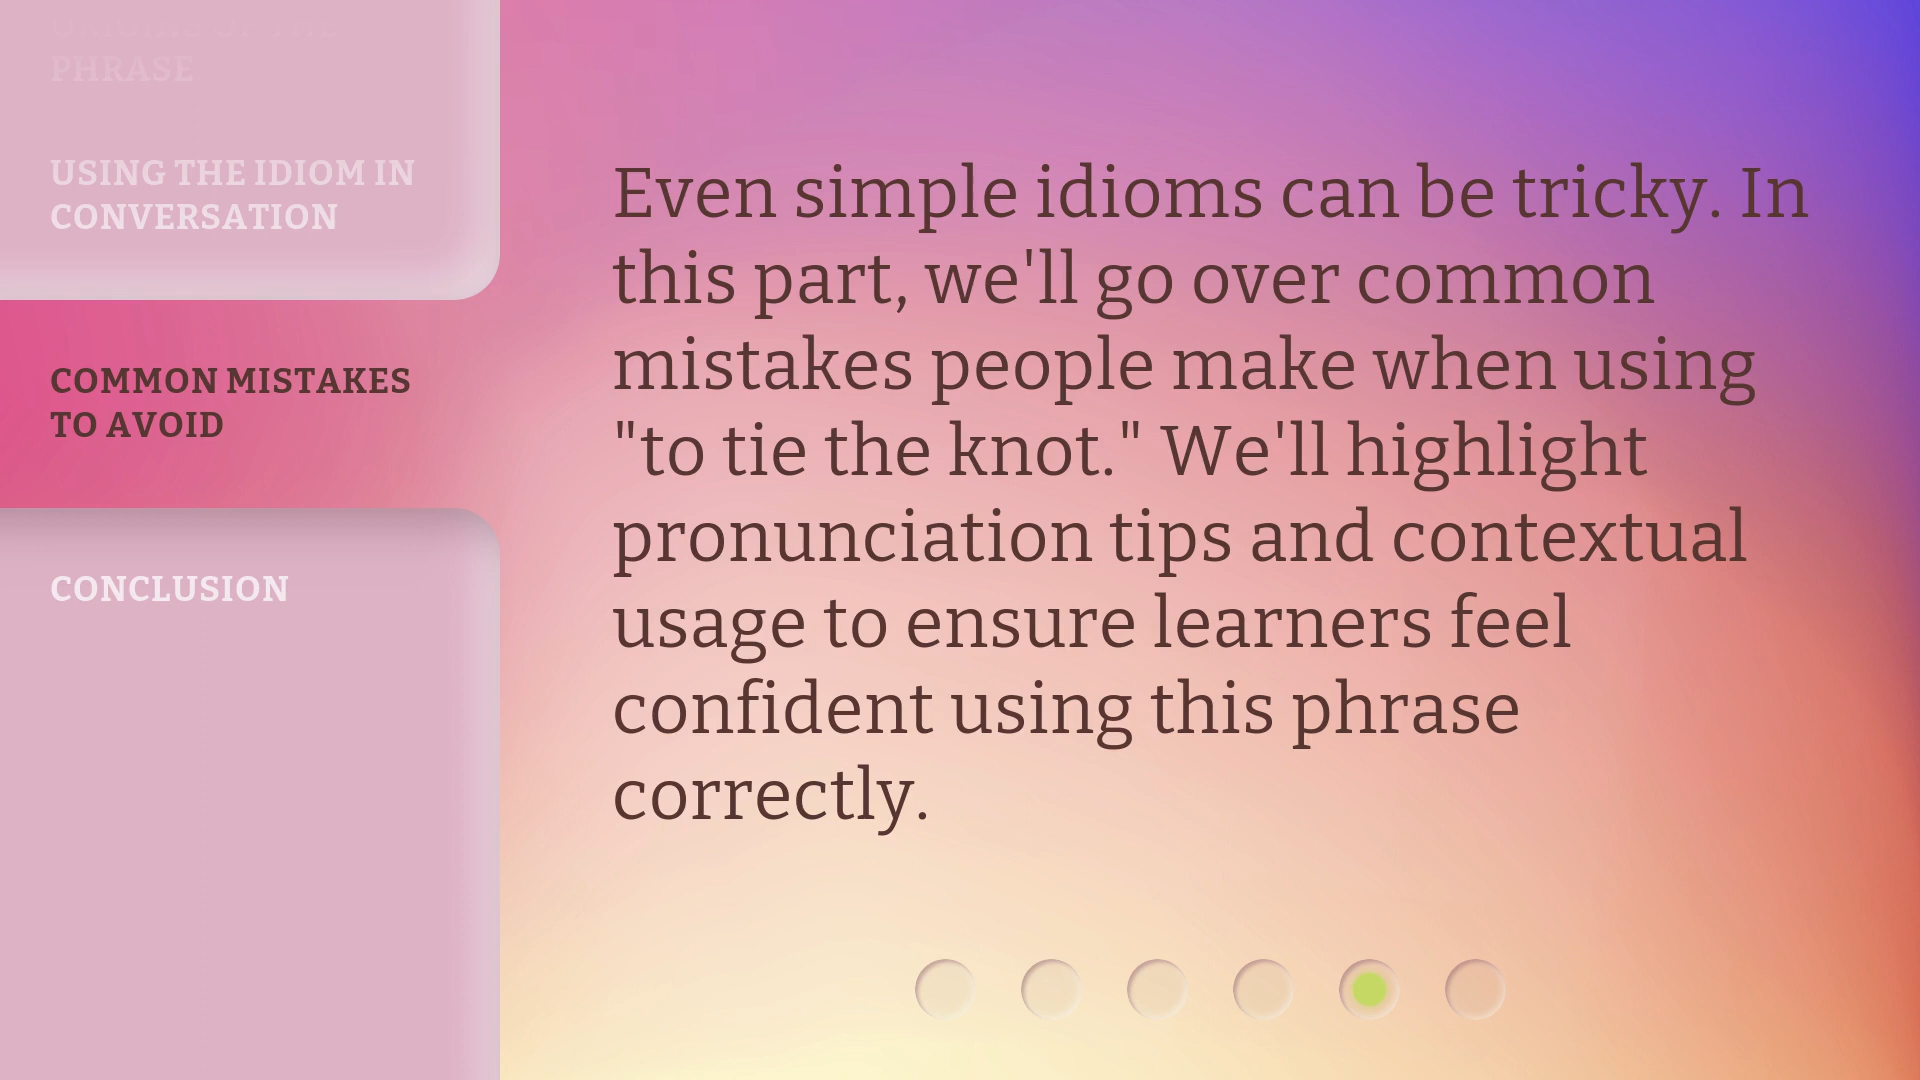 PHRASE
USING THE IDIOM IN
CONVERSATION
COMMON MISTAKES
TO AVOID
CONCLUSION
Even simple idioms can be tricky. In
this part, we'll go over common
mistakes people make when using
"to tie the knot." We'll highlight
pronunciation tips and contextual
usage to ensure learners feel
confident using this phrase
correctly.